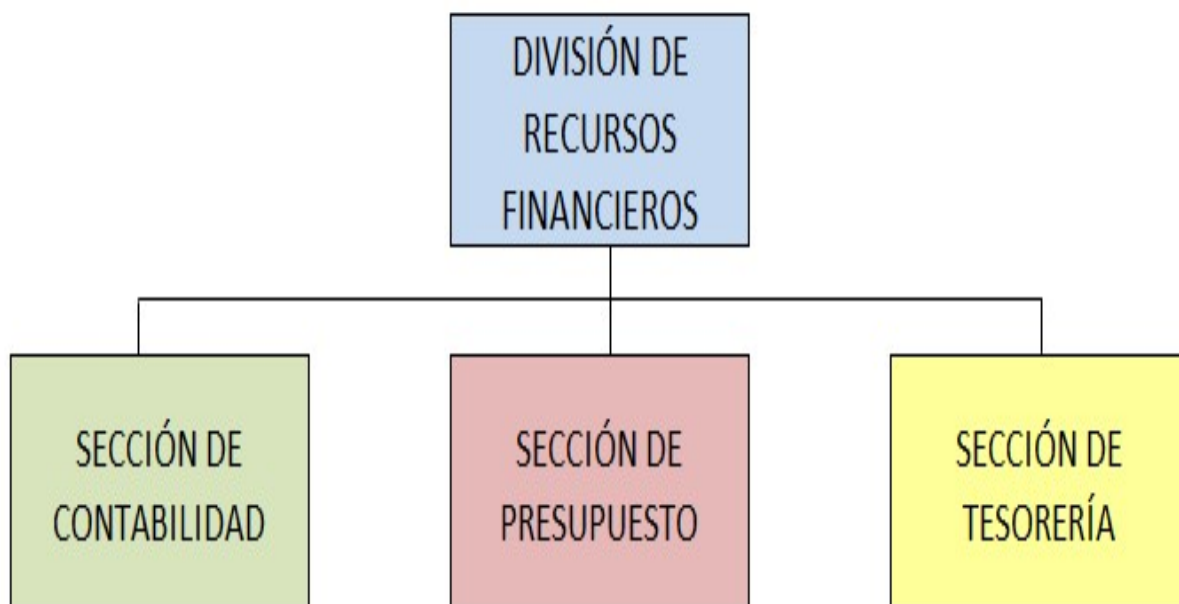 DIVISIÓN DE
RECURSOS
FINANCIEROS
SECCIÓN DE
CONTABILIDAD
SECCIÓN DE
PRESUPUESTO
SECCIÓN DE
TESORERÍA